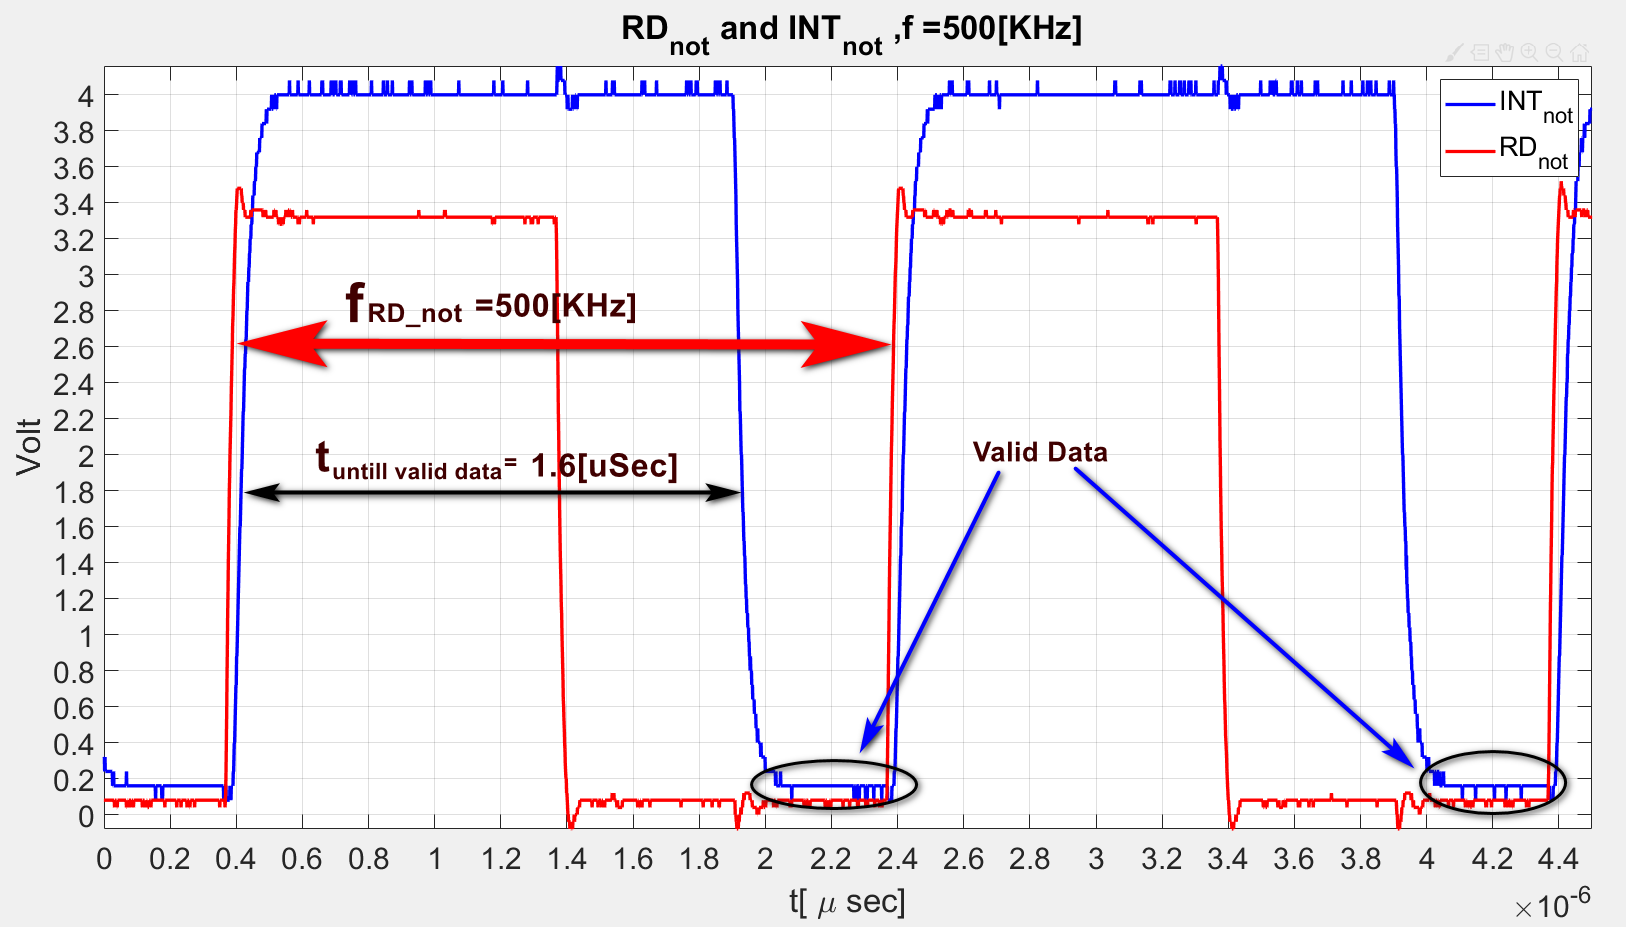 RDnot and INTnot ,f =500[KHz]
INTnot
RDnot
fRD_not =500[KHz]
tuntill valid data= 1.6[uSec]
Valid Data
Volt
4
3.8
3.6
3.4
3.2
3
2.8
2.6
2.4
2.2
2
1.8
1.6
1.4
1.2
1
0.8
0.6
0.4
0.2
0
0 0.2 0.4 0.6 0.8 1 1.2 1.4 1.6 1.8 2 2.2 2.4 2.6 2.8 3 3.2 3.4 3.6 3.8 4 4.2 4.4
t[ μ sec]
×10-6